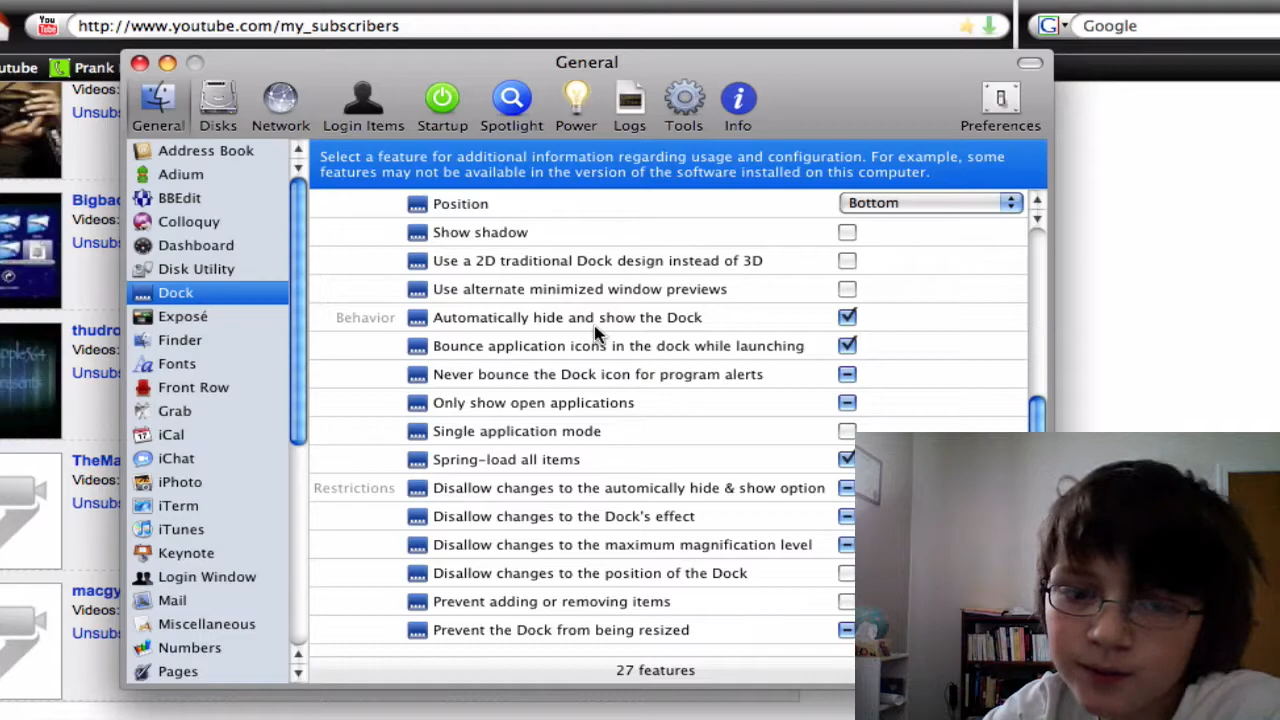 You
http://www.youtube.com/my_subscribers
G
Google
utube
Prank
General
General
Disks
Network
Login Items
Startup
Spotlight
Power
Logs
Tools
Info
Preferences
Videos:
Unsubs
Bigbac
Videos:
Unsubs
thudro
Videos:
Unsubs
TheMa
Videos:
Unsubs
macgy
Videos:
Unsubs
Address Book
Adium
BBEdit
Colloquy
Dashboard
Disk Utility
Dock
Exposé
Finder
Fonts
Front Row
Grab
iCal
iChat
iPhoto
iTerm
iTunes
Keynote
Login Window
Mail
Miscellaneous
Numbers
Pages
Select a feature for additional information regarding usage and configuration. For example, some
features may not be available in the version of the software installed on this computer.
Position
Bottom
Show shadow
Use a 2D traditional Dock design instead of 3D
Use alternate minimized window previews
Behavior
Automatically hide and show the Dock
Bounce application icons in the dock while launching
Never bounce the Dock icon for program alerts
Only show open applications
Single application mode
Spring-load all items
Restrictions
Disallow changes to the automically hide & show option
Disallow changes to the Dock's effect
Disallow changes to the maximum magnification level
Disallow changes to the position of the Dock
Prevent adding or removing items
Prevent the Dock from being resized
27 features